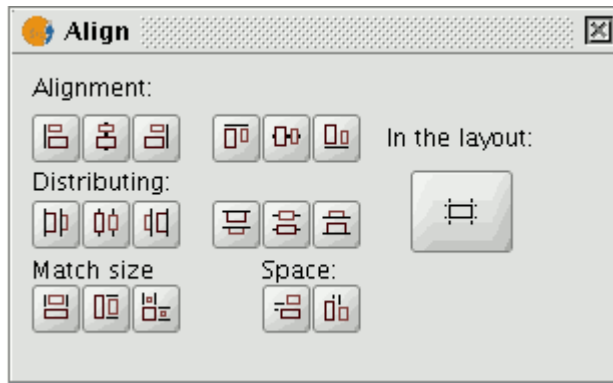 Align
Alignment:
In the layout:
Distributing:
Match size
Space: